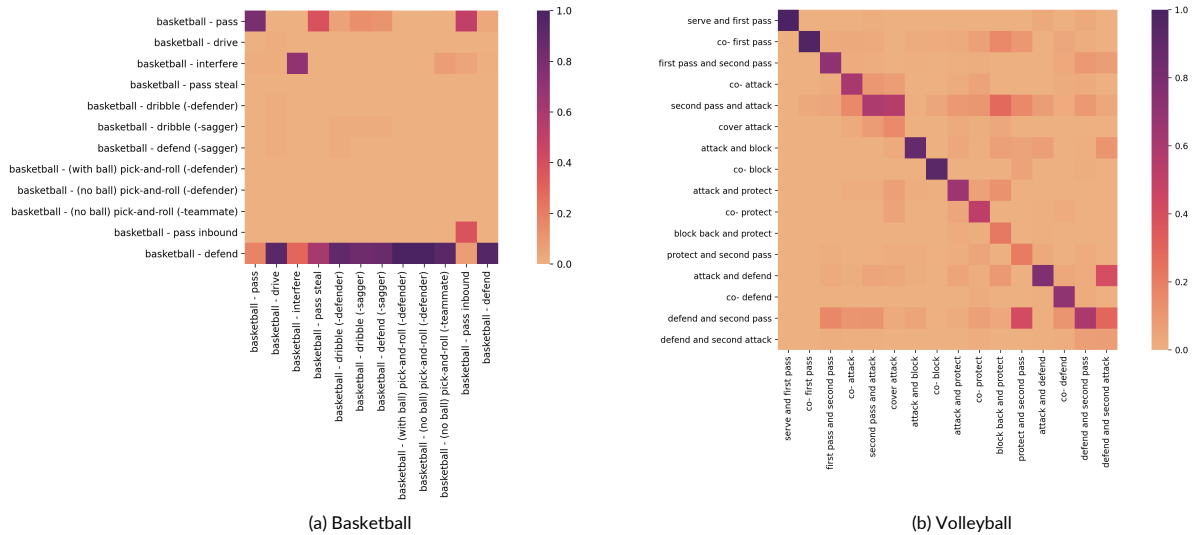 basketball - pass
basketball - drive
basketball - interfere
basketball - pass steal
basketball - dribble (-defender)
basketball - dribble (-sagger)
basketball - defend (-sagger)
basketball - (with ball) pick-and-roll (-defender)
basketball - (no ball) pick-and-roll (-defender)
basketball - (no ball) pick-and-roll (-teammate)
basketball - pass inbound
basketball - defend
basketball - pass
basketball - drive
basketball - interfere
basketball - pass steal
basketball - dribble (-defender)
basketball - dribble (-sagger)
basketball - defend (-sagger)
basketball - (with ball) pick-and-roll (-defender)
basketball - (no ball) pick-and-roll (-defender)
basketball - (no ball) pick-and-roll (-teammate)
basketball - pass inbound
basketball - defend
1.0
0.8
0.6
0.4
0.2
0.0
(a) Basketball
serve and first pass
co- first pass
first pass and second pass
co- attack
second pass and attack
cover attack
attack and block
co- block
attack and protect
co- protect
block back and protect
protect and second pass
attack and defend
co- defend
defend and second pass
defend and second attack
serve and first pass
co- first pass
first pass and second pass
co- attack
second pass and attack
cover attack
attack and block
co- block
attack and protect
co- protect
block back and protect
protect and second pass
attack and defend
co- defend
defend and second pass
defend and second attack
1.0
0.8
0.6
0.4
0.2
0.0
(b) Volleyball